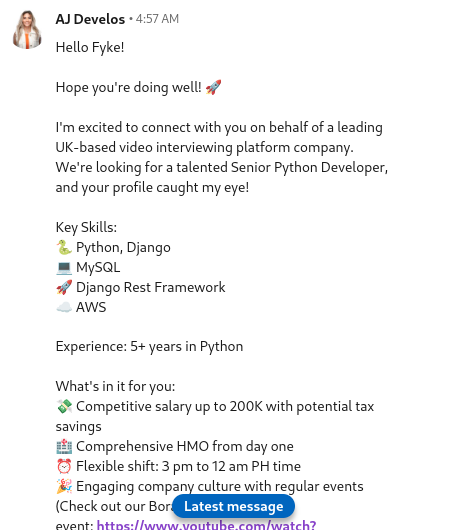 AJ Develos • 4:57 AM
Hello Fyke!
Hope you're doing well! 🚀
I'm excited to connect with you on behalf of a leading
UK-based video interviewing platform company.
We're looking for a talented Senior Python Developer,
and your profile caught my eye!
Key Skills:
🐍 Python, Django
💻 MySQL
🚀 Django Rest Framework
☁️ AWS
Experience: 5+ years in Python
What's in it for you:
💸 Competitive salary up to 200K with potential tax
savings
🏥 Comprehensive HMO from day one
⏰ Flexible shift: 3 pm to 12 am PH time
🎉 Engaging company culture with regular events
(Check out our
Latest message
event: https://www.youtube.com/watch?